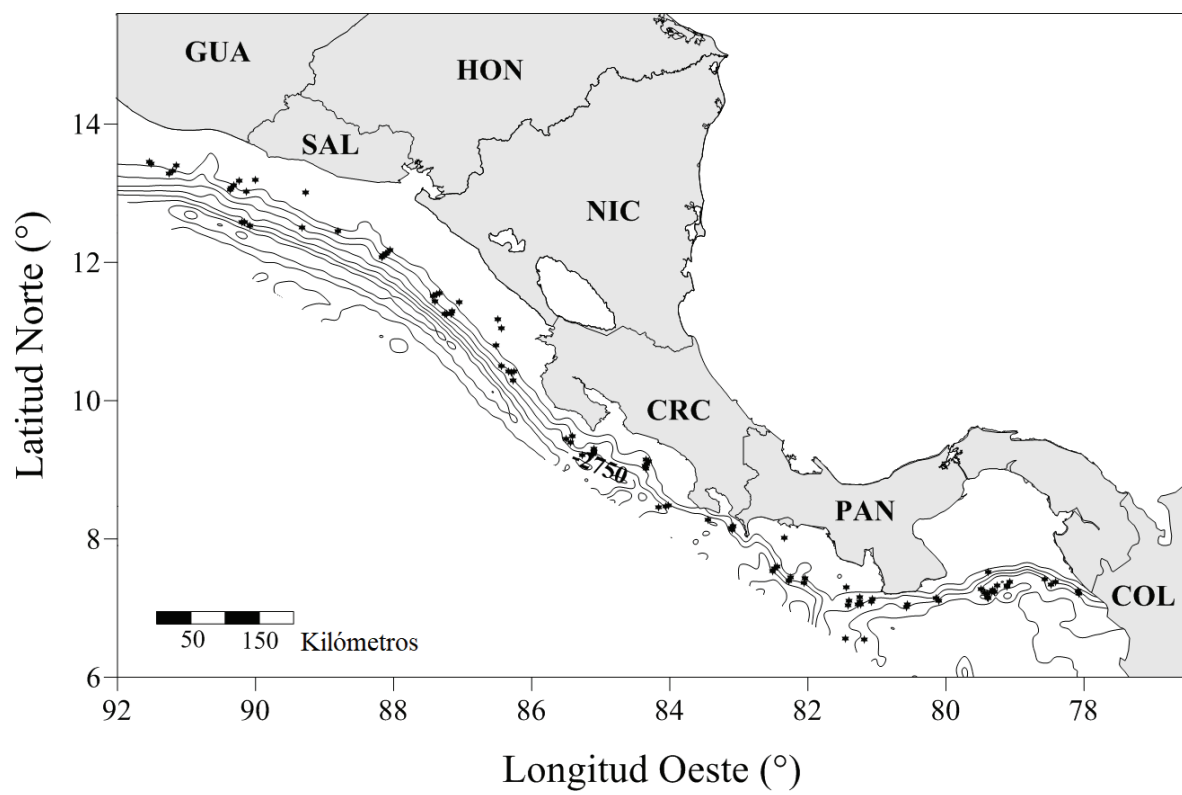 GUA
HON
14
SAL
NIC
12
Latitud Norte (°)
10
CRC
-2750
PAN
8
COL
50 150 Kilómetros
6
92 90 88 86 84 82 80 78
Longitud Oeste (°)